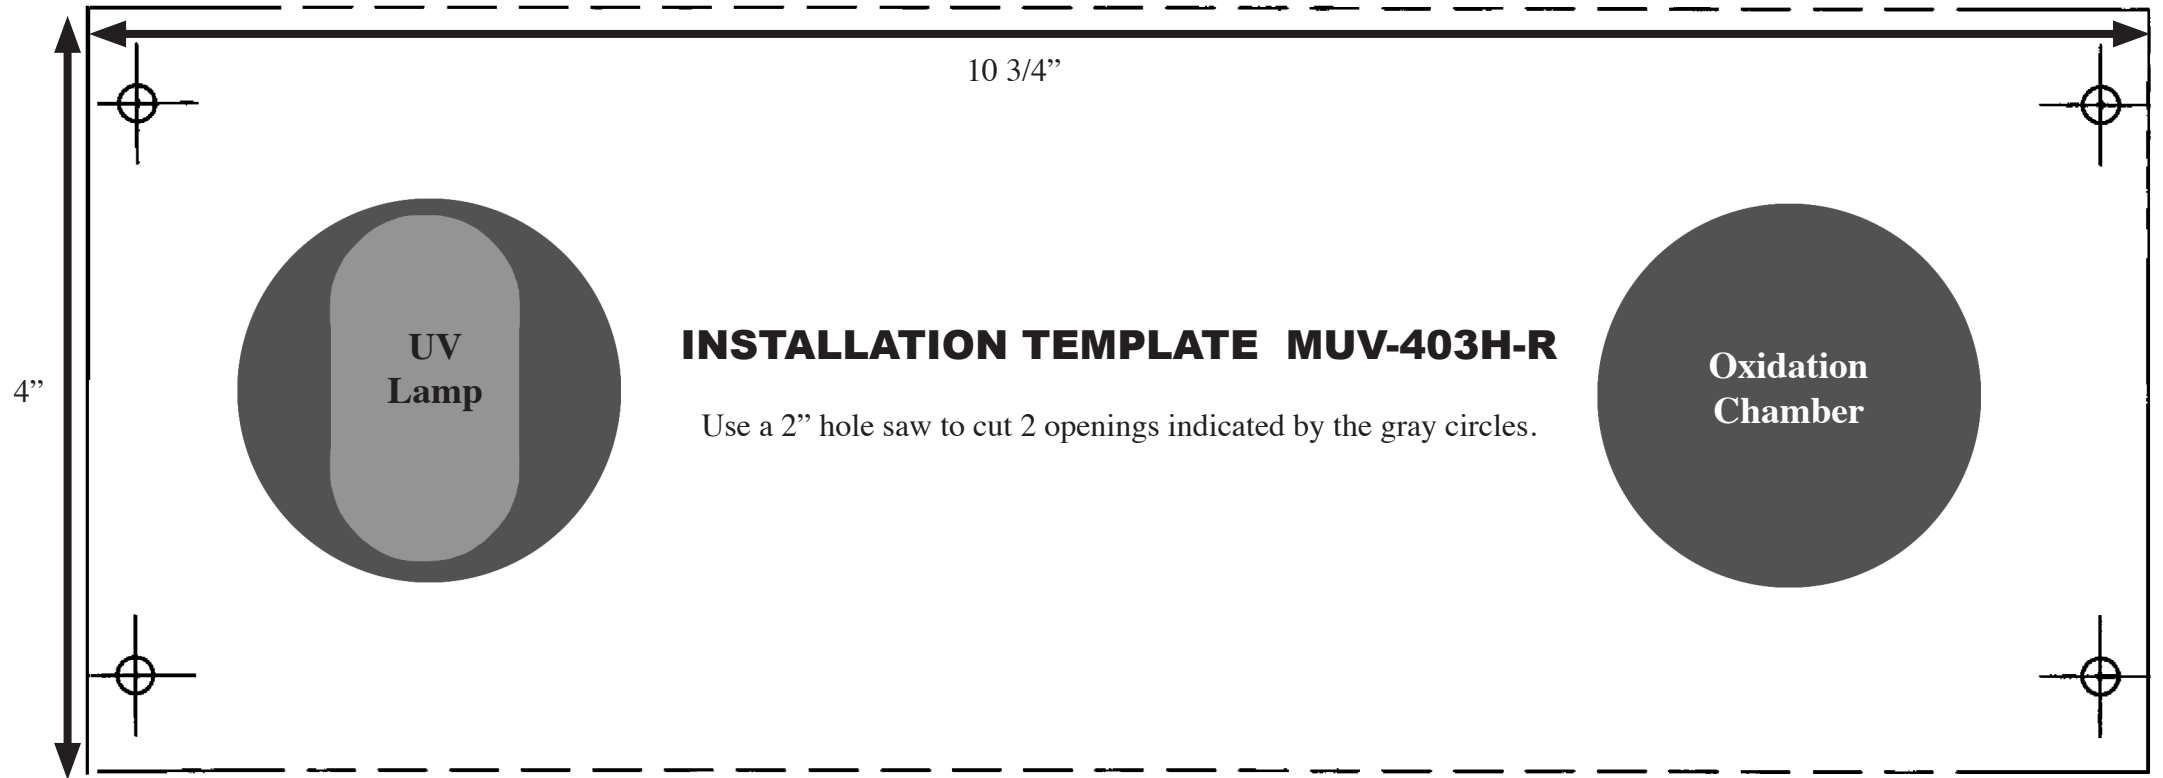 10 3/4”
4”
UV
Lamp
INSTALLATION TEMPLATE  MUV-403H-R
Use a 2” hole saw to cut 2 openings indicated by the gray circles.
Oxidation
Chamber